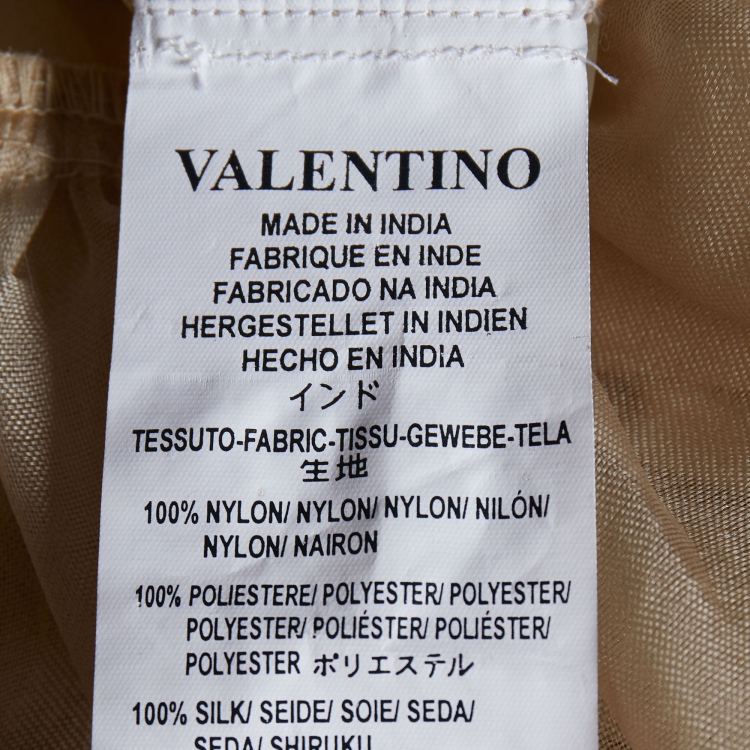 VALENTINO
MADE IN INDIA
FABRIQUE EN INDE
FABRICADO NA INDIA
HERGESTELLET IN INDIEN
HECHO EN INDIA
インド
TESSUTO-FABRIC-TISSU-GEWEBE-TELA
生地
100% NYLON/ NYLON/ NYLON/ NILÓN/
NYLON/ NAIRON
100% POLIESTERE/ POLYESTER/ POLYESTER/
POLYESTER/ POLIÉSTER/ POLIÉSTER/
POLYESTER ポリエステル
100% SILK/ SEIDE/ SOIE/ SEDA/
SEDA/ SHIRUKU